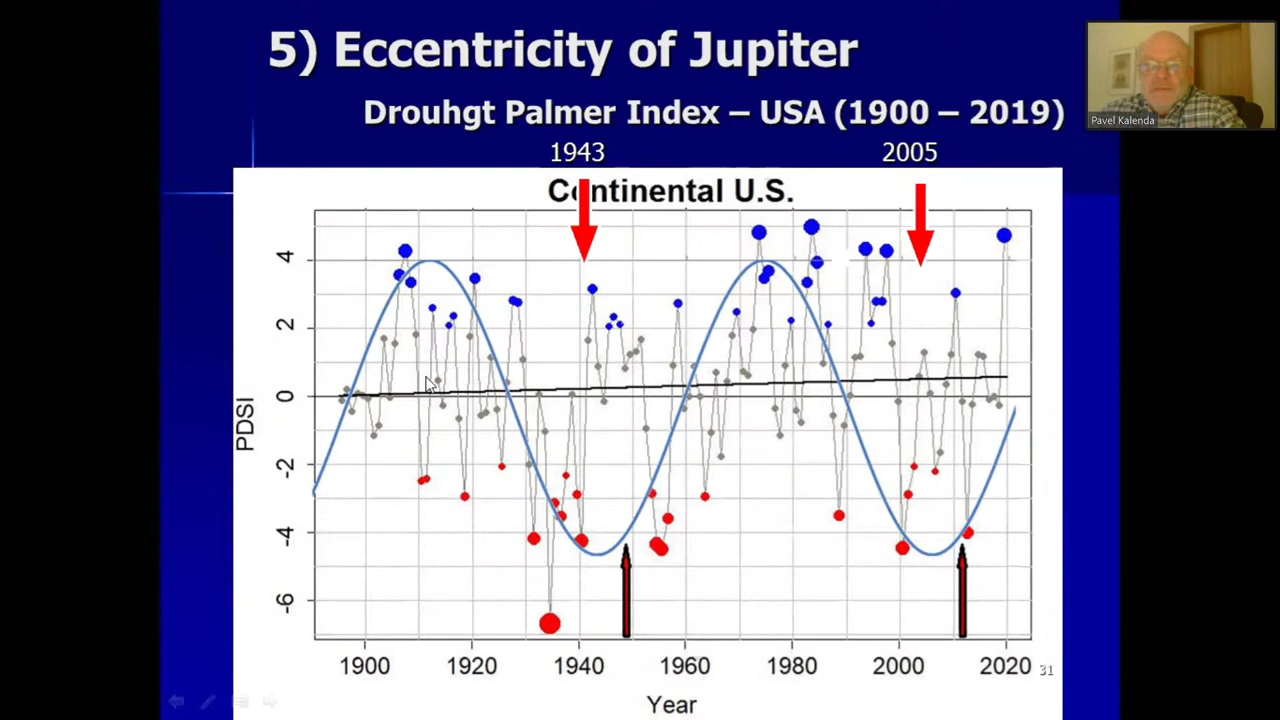 5) Eccentricity of Jupiter
Drouhgt Palmer Index – USA (1900 – 2019)
1943
2005
Pavel Kalenda
Continental U.S.
4
2
0
-2
-4
-6
PDSI
1900
1920
1940
1960
1980
2000
2020
31
Year